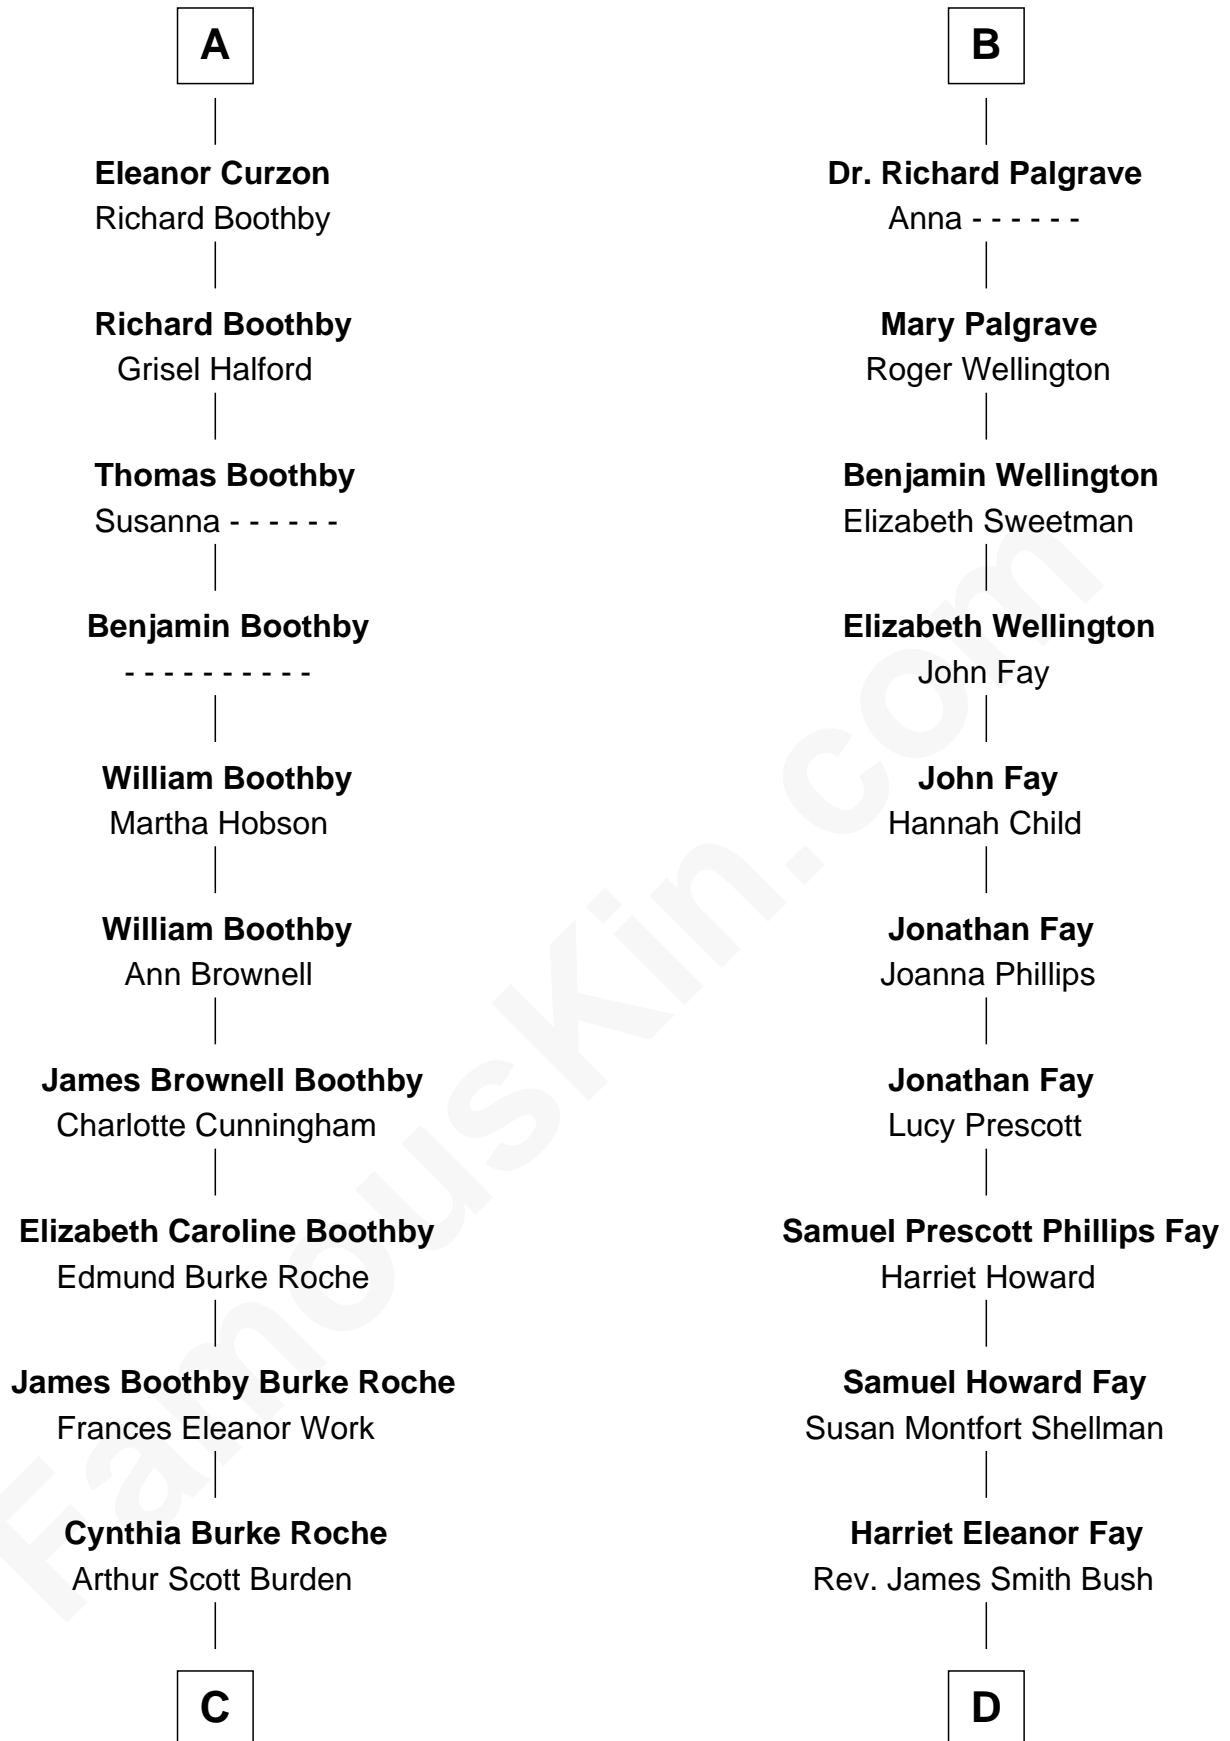 A
Eleanor Curzon
Richard Boothby
Richard Boothby
Grisel Halford
Thomas Boothby
Susanna - - - - - -
Benjamin Boothby
- - - - - - - - - -
William Boothby
Martha Hobson
William Boothby
Ann Brownell
James Brownell Boothby
Charlotte Cunningham
Elizabeth Caroline Boothby
Edmund Burke Roche
James Boothby Burke Roche
Frances Eleanor Work
Cynthia Burke Roche
Arthur Scott Burden
C
B
Dr. Richard Palgrave
Anna - - - - - -
Mary Palgrave
Roger Wellington
Benjamin Wellington
Elizabeth Sweetman
Elizabeth Wellington
John Fay
John Fay
Hannah Child
Jonathan Fay
Joanna Phillips
Jonathan Fay
Lucy Prescott
Samuel Prescott Phillips Fay
Harriet Howard
Samuel Howard Fay
Susan Montfort Shellman
Harriet Eleanor Fay
Rev. James Smith Bush
D
FamousKin.com